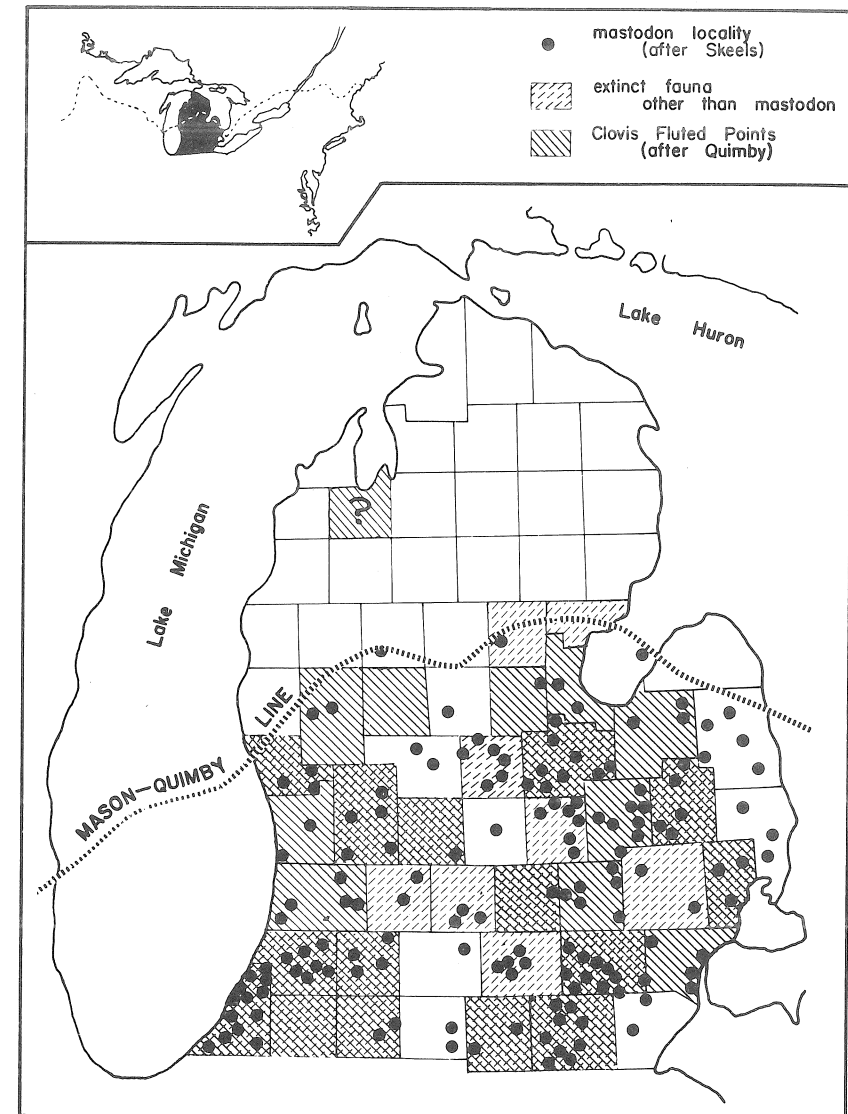 mastodon locality
(after Skeels)
extinct fauna
other than mastodon
Clovis Fluted Points
(after Quimby)
Lake Huron
?
Lake Michigan
MASON–QUIMBY LINE